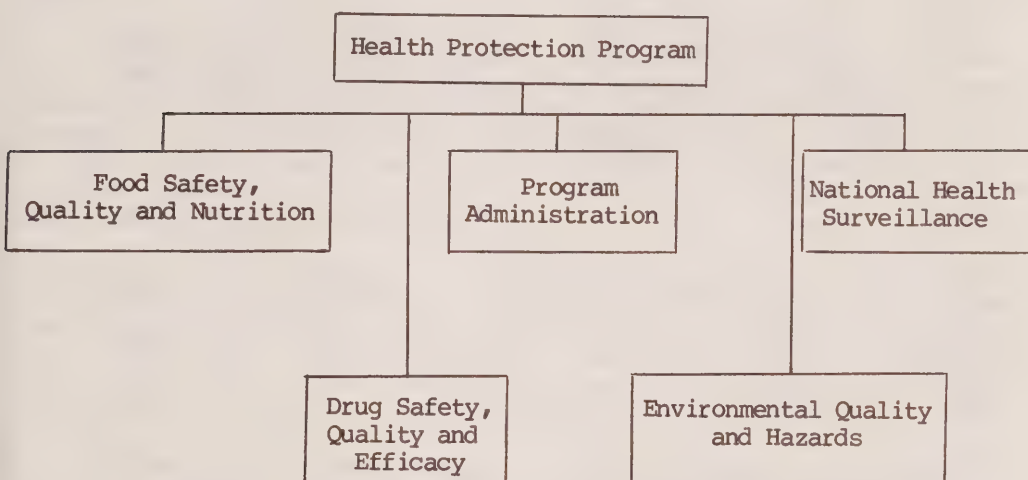 Health Protection Program
Food Safety,
Quality and Nutrition
Program
Administration
National Health
Surveillance
Drug Safety,
Quality and
Efficacy
Environmental Quality
and Hazards